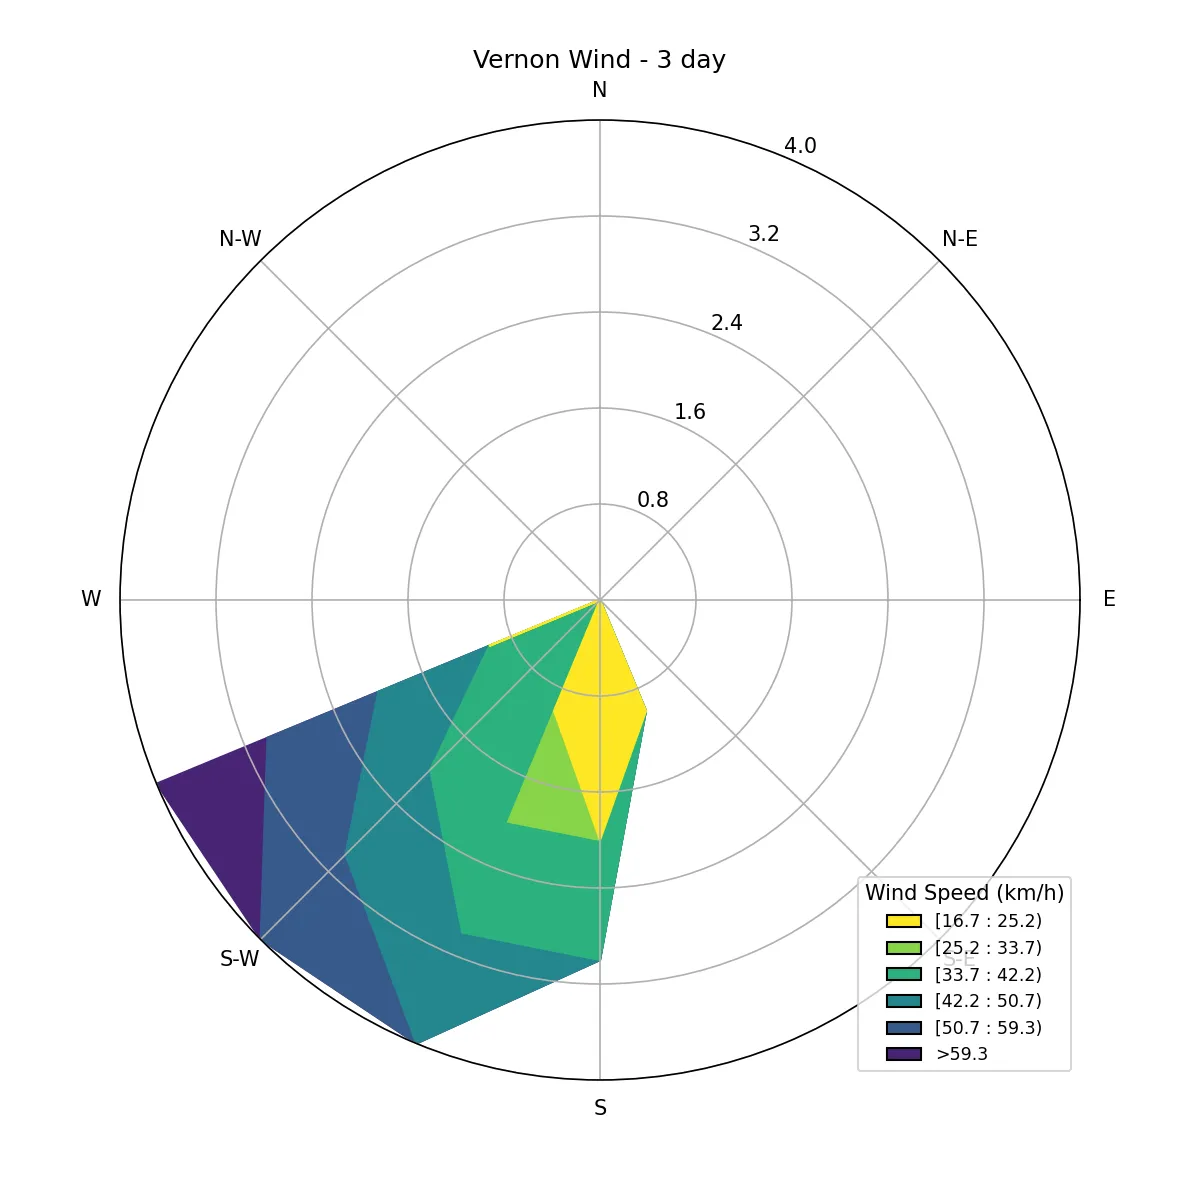 Vernon Wind - 3 day
N
4.0
N-W
3.2
N-E
2.4
1.6
0.8
W
E
Wind Speed (km/h)
[16.7 : 25.2)
[25.2 : 33.7)
S-W
S-E
[33.7 : 42.2)
[42.2 : 50.7)
[50.7 : 59.3)
>59.3
S